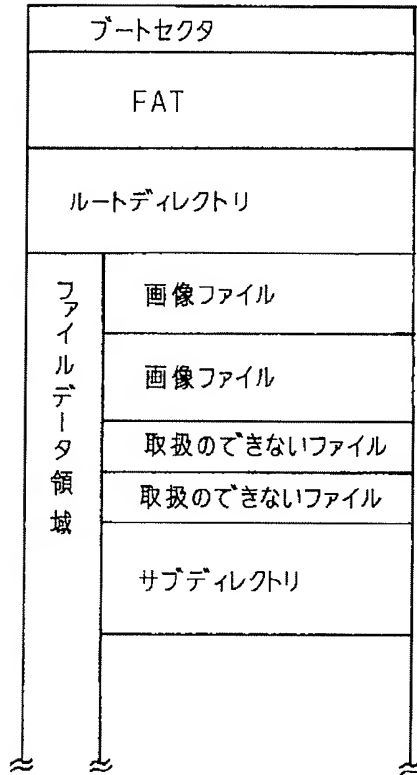 ブートセクタ
FAT
ルートディレクトリ
ファイルデータ領域
画像ファイル
画像ファイル
取扱のできないファイル
取扱のできないファイル
サブディレクトリ